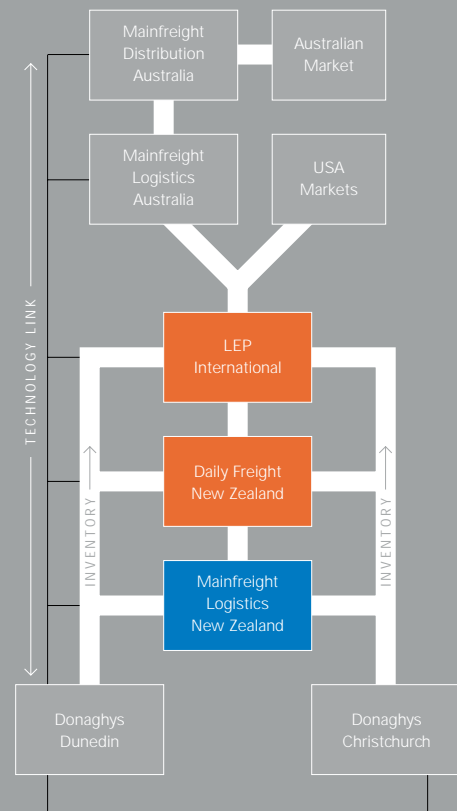 Mainfreight
Distribution
Australia
Australian
Market
Mainfreight
Logistics
Australia
USA
Markets
LEP
International
TECHNOLOGY LINK
Daily Freight
New Zealand
INVENTORY
INVENTORY
Mainfreight
Logistics
New Zealand
Donaghys
Dunedin
Donaghys
Christchurch